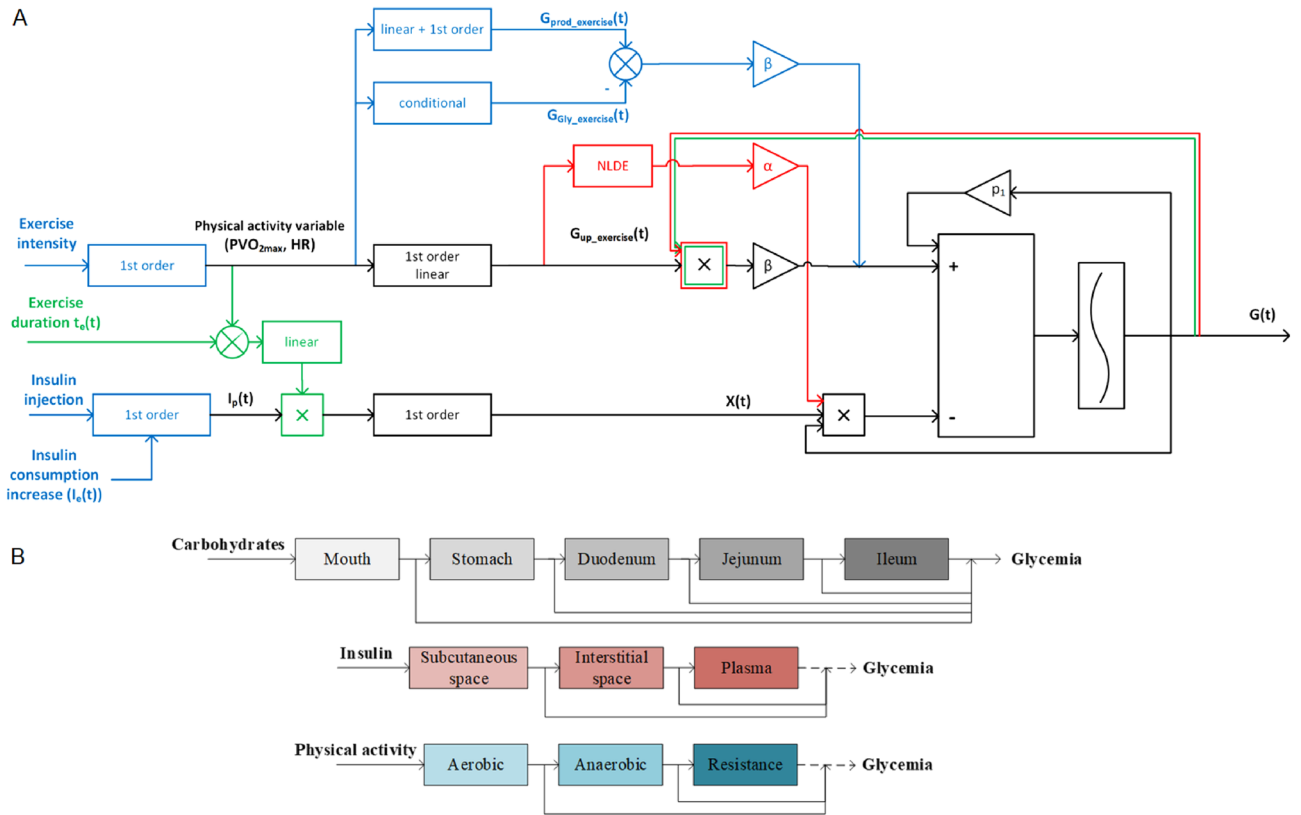 A
linear + 1st order
Gprod_exercise(t)
β
-
conditional
GGly_exercise(t)
NLDE
α
p1
Exercise
intensity
Physical activity variable
(PVO2max, HR)
Gup_exercise(t)
1st order
1st order
linear
×
β
+
Exercise
duration te(t)
G(t)
linear
Insulin
injection
Ip(t)
X(t)
1st order
×
1st order
×
-
Insulin
consumption
increase (Ie(t))
B
Carbohydrates
Mouth
Stomach
Duodenum
Jejunum
Ileum
Glycemia
Insulin
Subcutaneous
space
Interstitial
space
Plasma
Glycemia
Physical activity
Aerobic
Anaerobic
Resistance
Glycemia